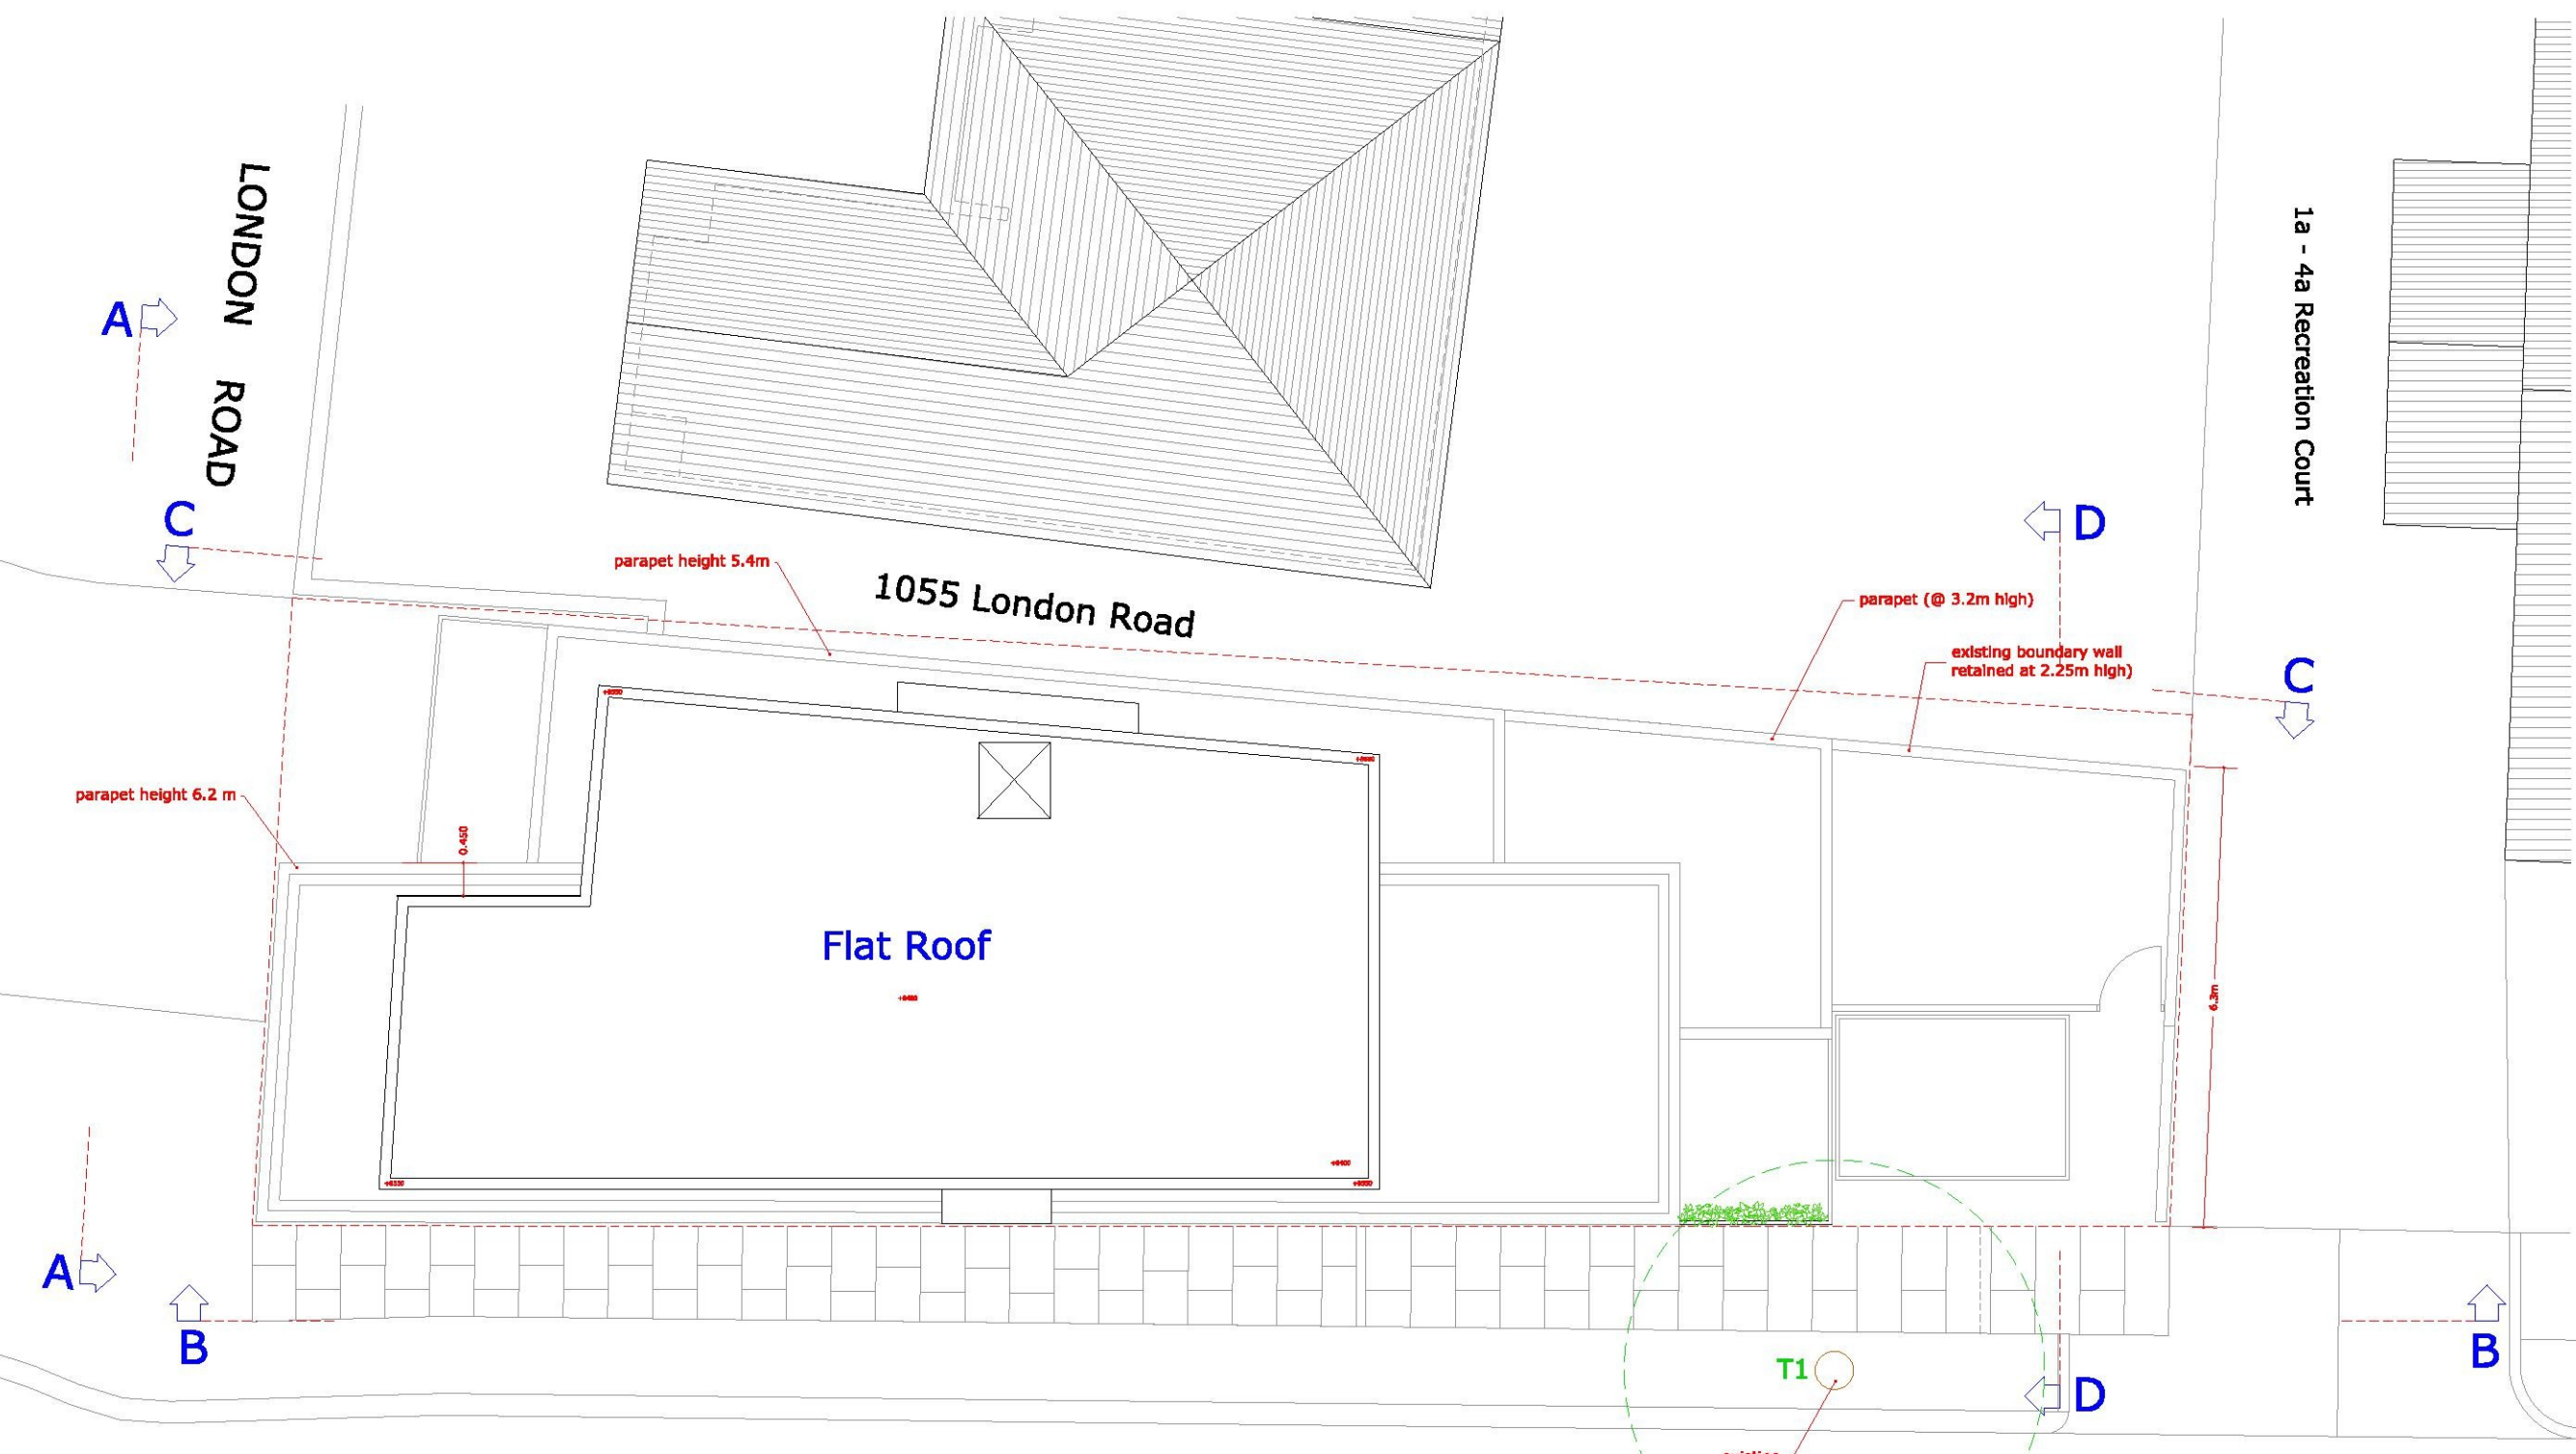 LONDON ROAD
1a - 4a Recreation Court
A
C
D
parapet height 5.4m
1055 London Road
parapet (@ 3.2m high)
existing boundary wall
retained at 2.25m high)
C
parapet height 6.2 m
0.450
Flat Roof
6.3m
A
B
T1
D
B
existing